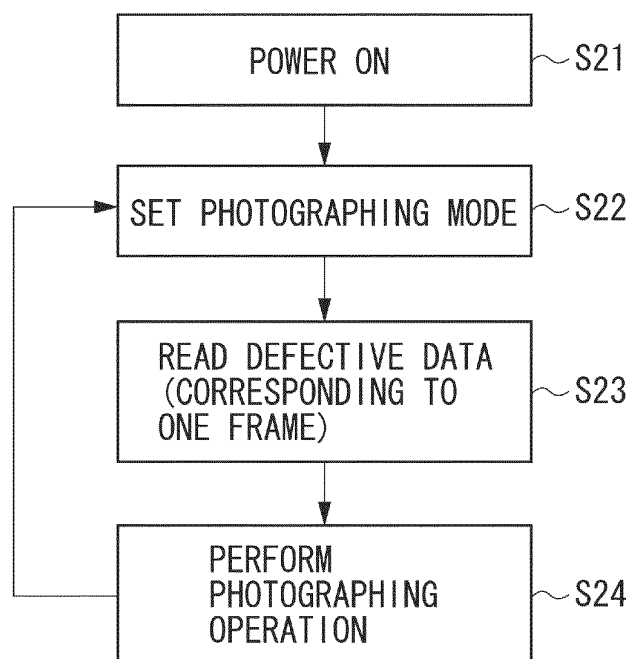 POWER ON
S21
SET PHOTOGRAPHING MODE
S22
READ DEFECTIVE DATA
(CORRESPONDING TO
ONE FRAME)
S23
PERFORM
PHOTOGRAPHING
OPERATION
S24